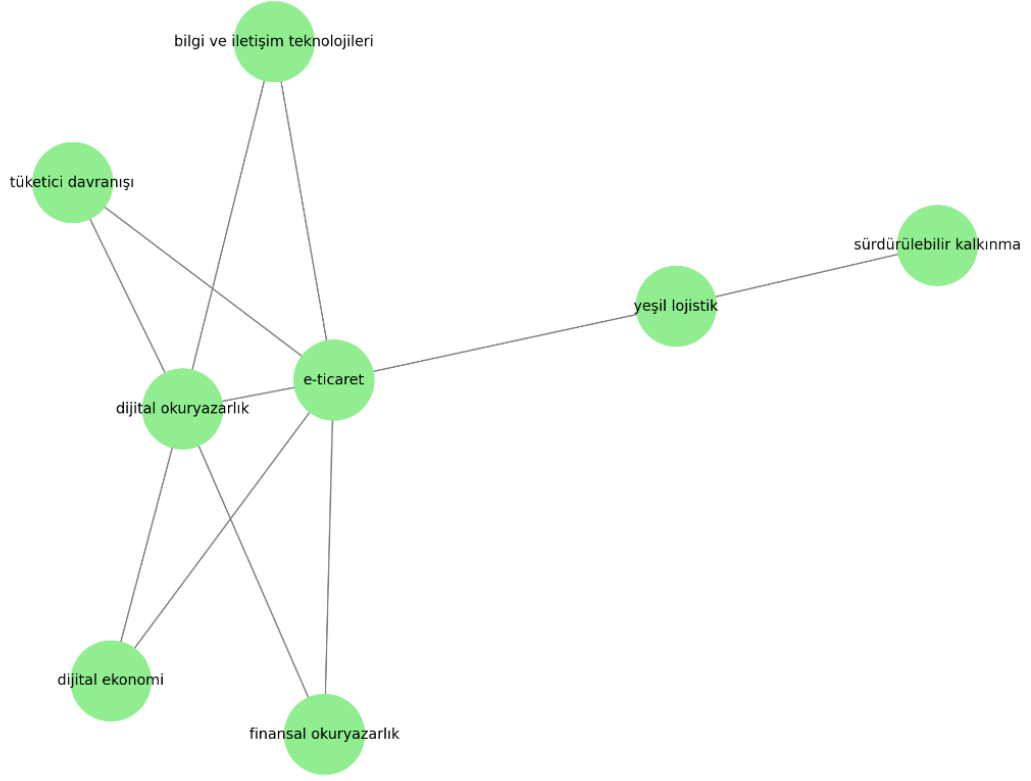 bilgi ve iletişim teknolojileri
tüketici davranışı
sürdürülebilir kalkınma
yeşil lojistik
e-ticaret
dijital okuryazarlık
dijital ekonomi
finansal okuryazarlık